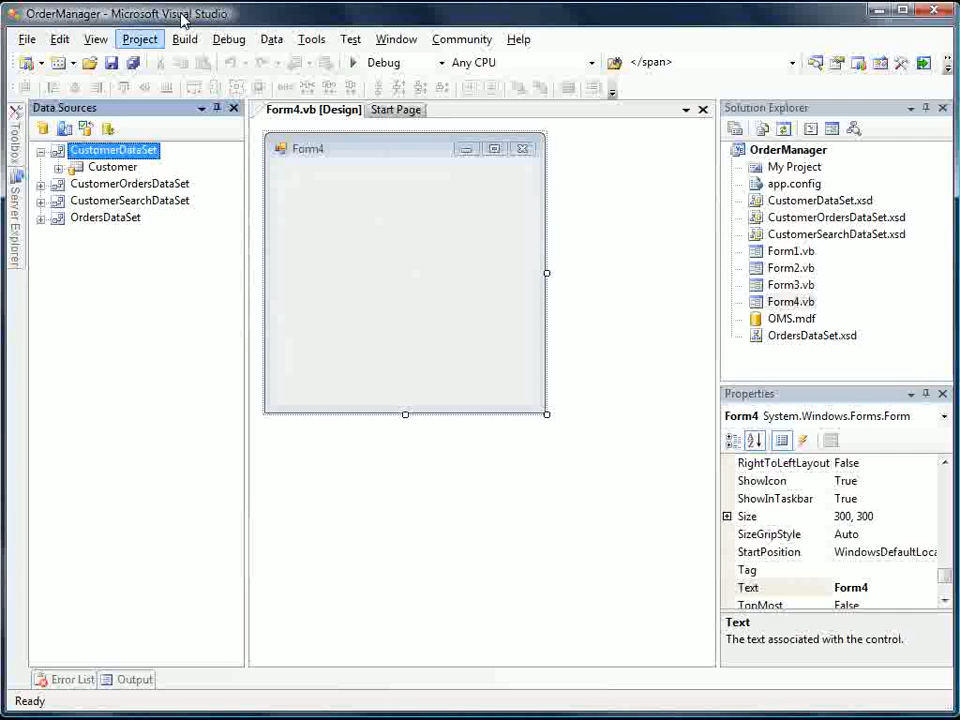 OrderManager - Microsoft Visual Studio
File Edit View Project Build Debug Data Tools Test Window Community Help
Debug Any CPU </span>
Toolbox
Server Explorer
Data Sources
CustomerDataSet
Customer
CustomerOrdersDataSet
CustomerSearchDataSet
OrdersDataSet
Form4.vb [Design] Start Page
Form4
Solution Explorer
OrderManager
My Project
app.config
CustomerDataSet.xsd
CustomerOrdersDataSet.xsd
CustomerSearchDataSet.xsd
Form1.vb
Form2.vb
Form3.vb
Form4.vb
OMS.mdf
OrdersDataSet.xsd
Properties
Form4 System.Windows.Forms.Form
RightToLeftLayout False
ShowIcon True
ShowInTaskbar True
Size 300, 300
SizeGripStyle Auto
StartPosition WindowsDefaultLoca
Tag
Text Form4
TopMost False
Text
The text associated with the control.
Error List Output
Ready